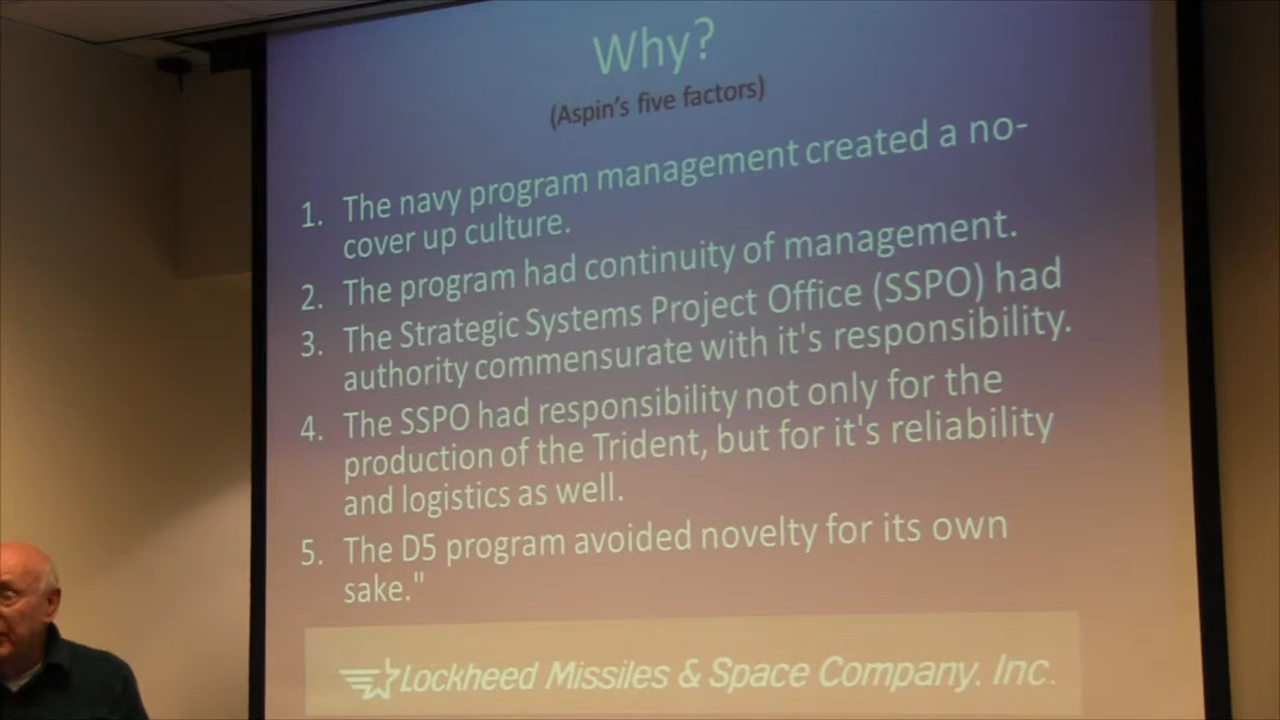 Why?
(Aspin's five factors)
1. The navy program management created a no-
cover up culture.
2. The program had continuity of management.
3. The Strategic Systems Project Office (SSPO) had
authority commensurate with it's responsibility.
4. The SSPO had responsibility not only for the
production of the Trident, but for it's reliability
and logistics as well.
5. The D5 program avoided novelty for its own
sake."
Lockheed Missiles & Space Company, Inc.